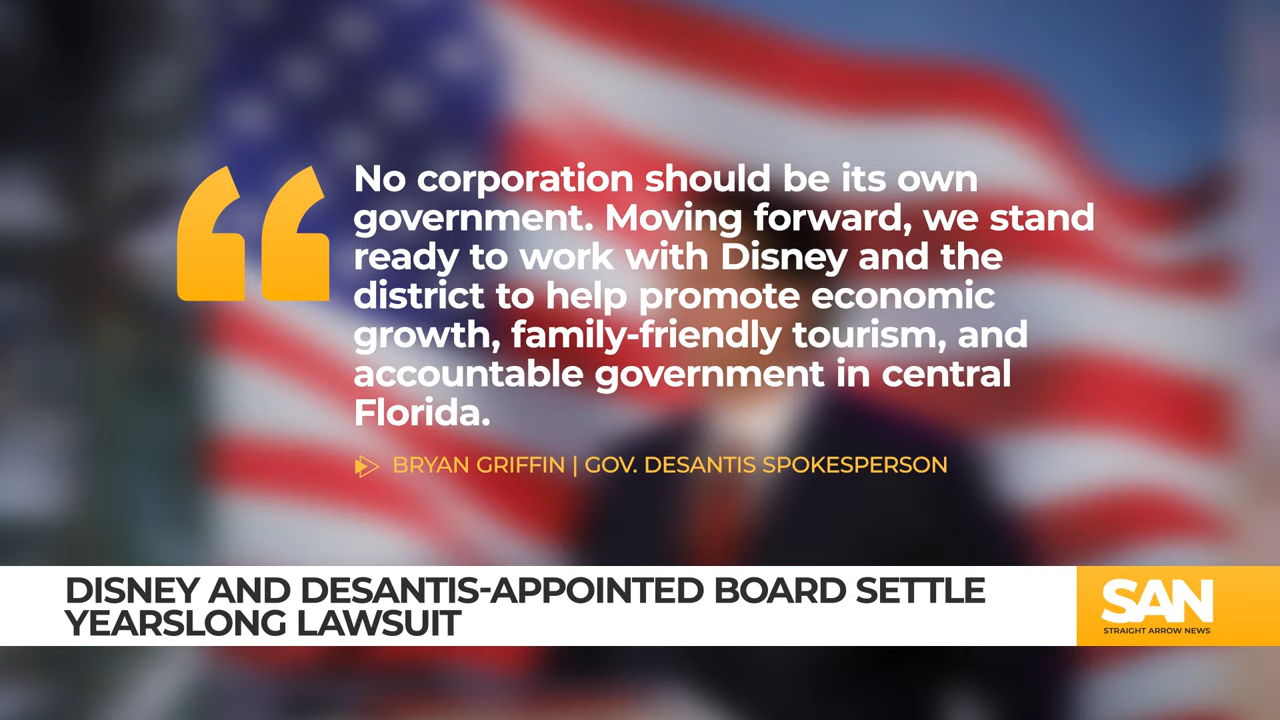 No corporation should be its own
government. Moving forward, we stand
ready to work with Disney and the
district to help promote economic
growth, family-friendly tourism, and
accountable government in central
Florida.
BRYAN GRIFFIN | GOV. DESANTIS SPOKESPERSON
DISNEY AND DESANTIS-APPOINTED BOARD SETTLE
YEARSLONG LAWSUIT
SAN
STRAIGHT ARROW NEWS